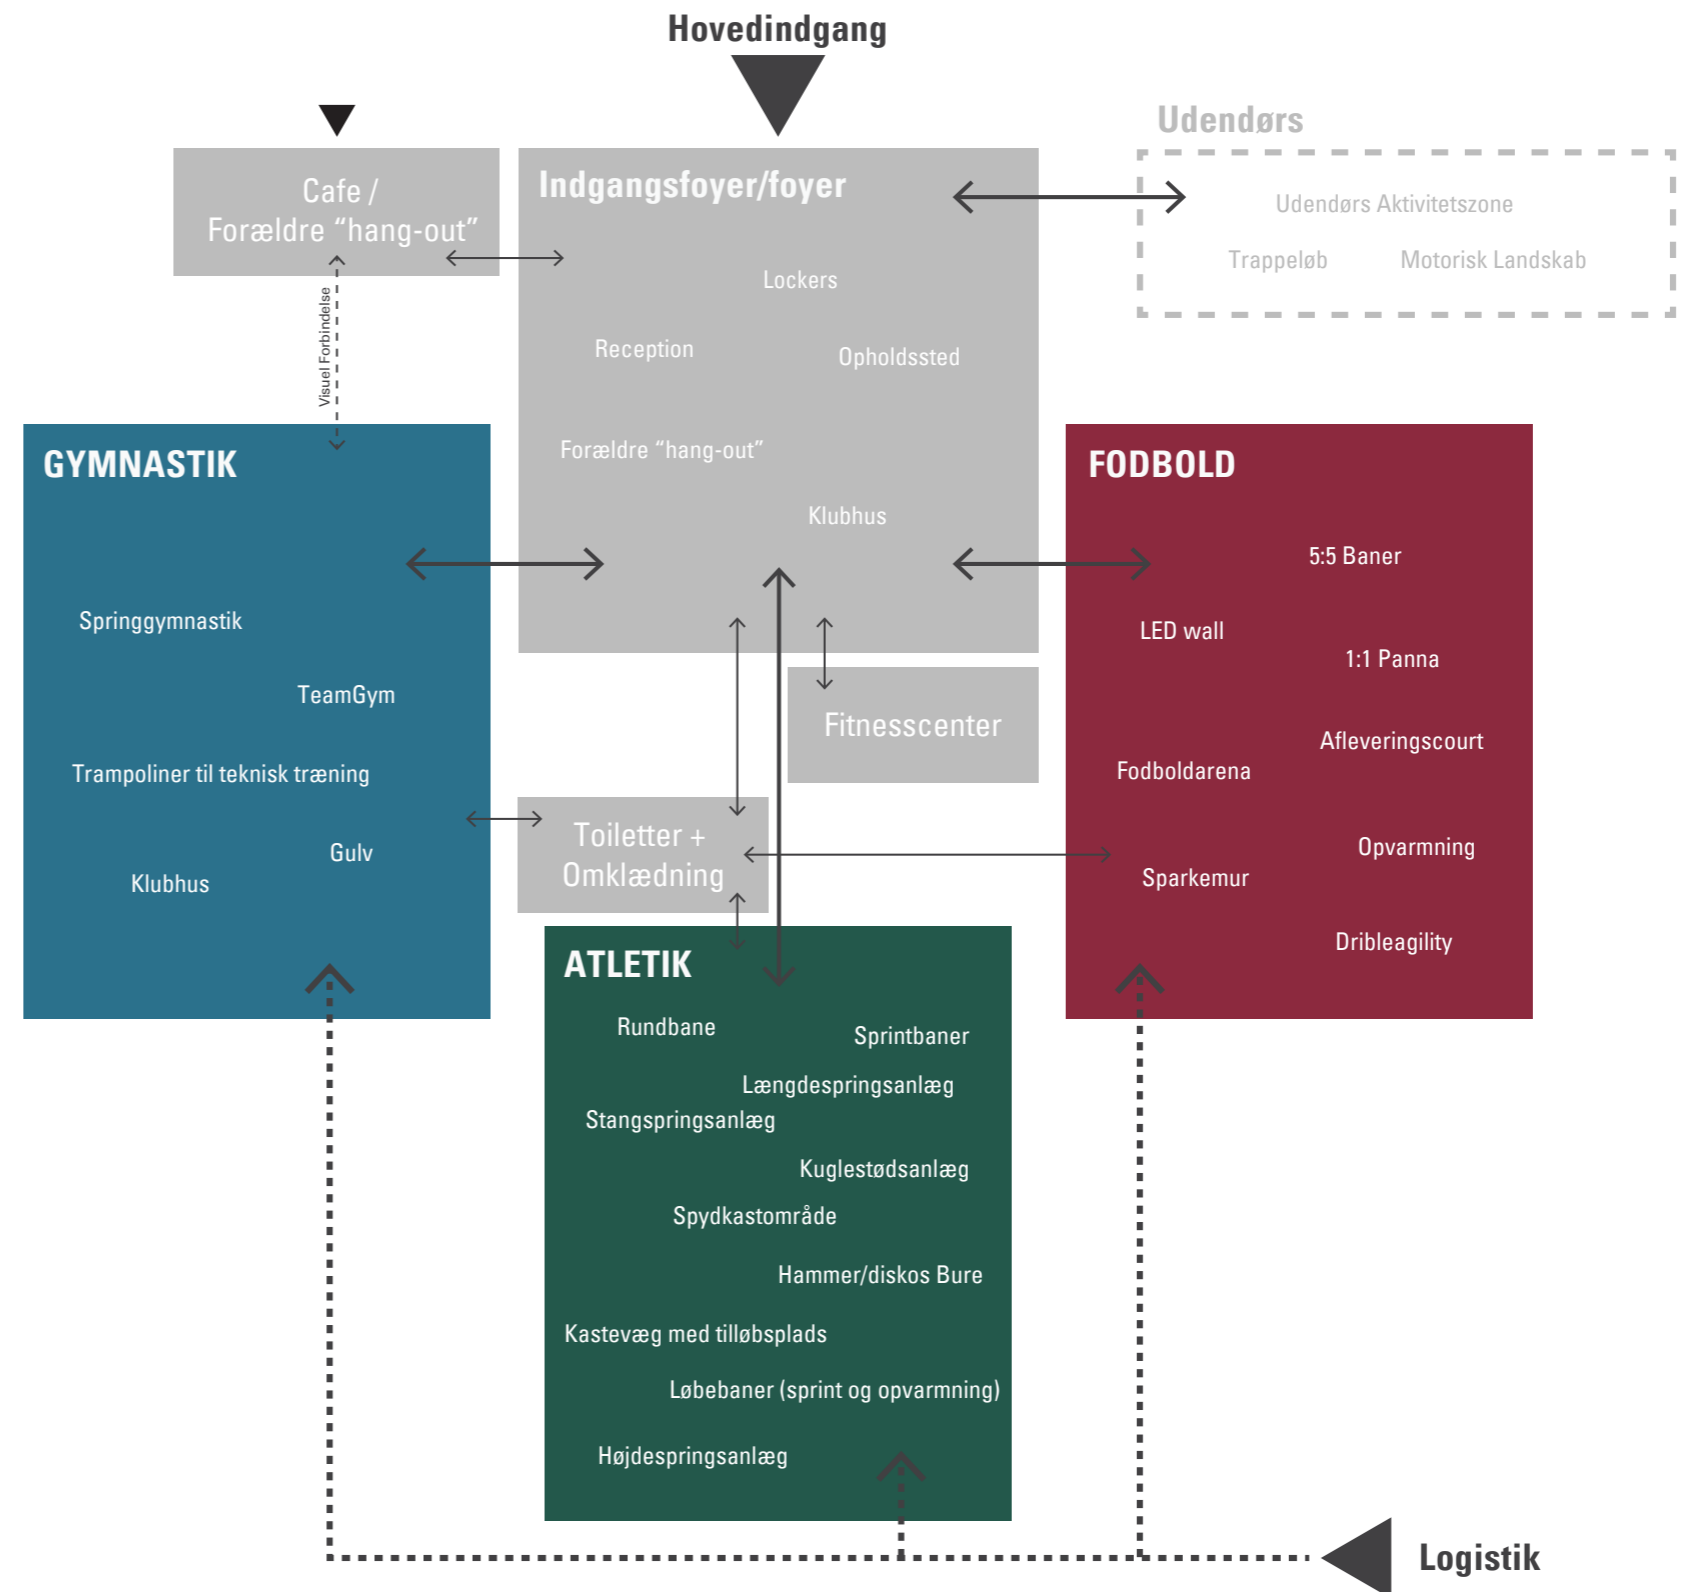 Hovedindgang
Udendørs
Cafe /
Forældre “hang-out”
Indgangsfoyer/foyer
Udendørs Aktivitetszone
Trappeløb
Motorisk Landskab
Lockers
Reception
Opholdssted
Visuel Forbindelse
Forældre “hang-out”
Klubhus
GYMNASTIK
Springgymnastik
TeamGym
Trampoliner til teknisk træning
Gulv
Klubhus
FODBOLD
5:5 Baner
LED wall
1:1 Panna
Afleveringscourt
Fodboldarena
Opvarmning
Sparkemur
Dribleagility
Fitnesscenter
Toiletter +
Omklædning
ATLETIK
Rundbane
Sprintbaner
Længdespringsanlæg
Stangspringsanlæg
Kuglestødsanlæg
Spydkastområde
Hammer/diskos Bure
Kastevæg med tilløbsplads
Løbebaner (sprint og opvarmning)
Højdespringsanlæg
Logistik